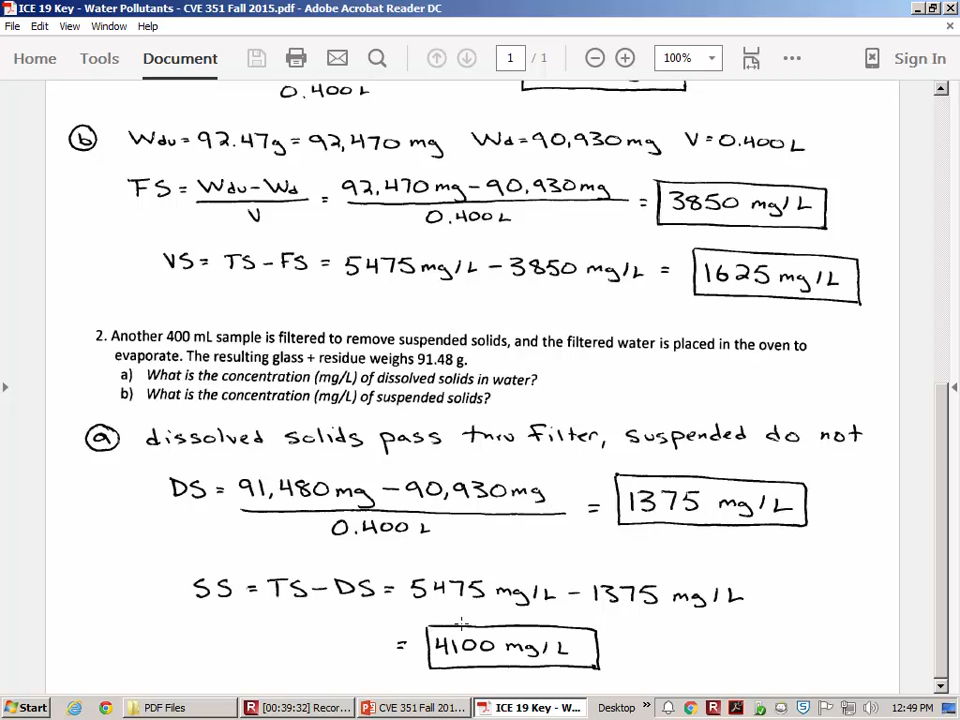 ICE 19 Key - Water Pollutants - CVE 351 Fall 2015.pdf - Adobe Acrobat Reader DC
File Edit View Window Help
Home Tools Document 1 / 1 100% Sign In
0.400 L
(b) Wdu = 92.47g = 92,470 mg Wd = 90,930 mg V = 0.400 L
FS = Wdu - Wd = 92,470 mg - 90,930 mg = 3850 mg/L
V 0.400 L
VS = TS - FS = 5475 mg/L - 3850 mg/L = 1625 mg/L
2. Another 400 mL sample is filtered to remove suspended solids, and the filtered water is placed in the oven to
evaporate. The resulting glass + residue weighs 91.48 g.
a) What is the concentration (mg/L) of dissolved solids in water?
b) What is the concentration (mg/L) of suspended solids?
(a) dissolved solids pass thru filter, suspended do not
DS = 91,480 mg - 90,930 mg = 1375 mg/L
0.400 L
SS = TS - DS = 5475 mg/L - 1375 mg/L
= 4100 mg/L
Start PDF Files [00:39:32] Recor... CVE 351 Fall 201... ICE 19 Key - W... Desktop » 12:49 PM